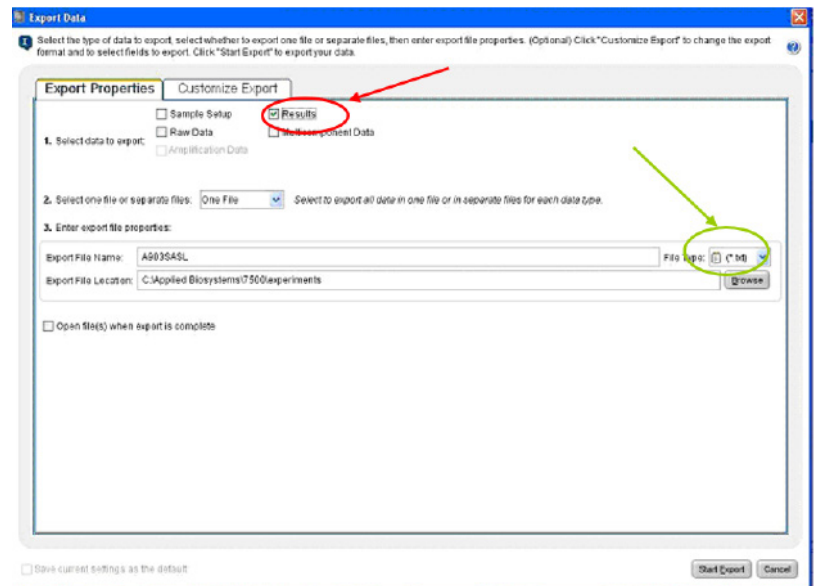 Export Data
Select the type of data to export, select whether to export one file or separate files, then enter export file properties. (Optional) Click "Customize Export" to change the export
format and to select fields to export. Click "Start Export" to export your data.
Export Properties Customize Export
Sample Setup Results
1. Select data to export: Raw Data Multicomponent Data
Amplification Data
2. Select one file or separate files: One File Select to export all data in one file or in separate files for each data type.
3. Enter export file properties:
Export File Name: A903SASL File Type: (*.txt)
Export File Location: C:\Applied Biosystems\7500\experiments Browse
Open file(s) when export is complete
Save current settings as the default Start Export Cancel